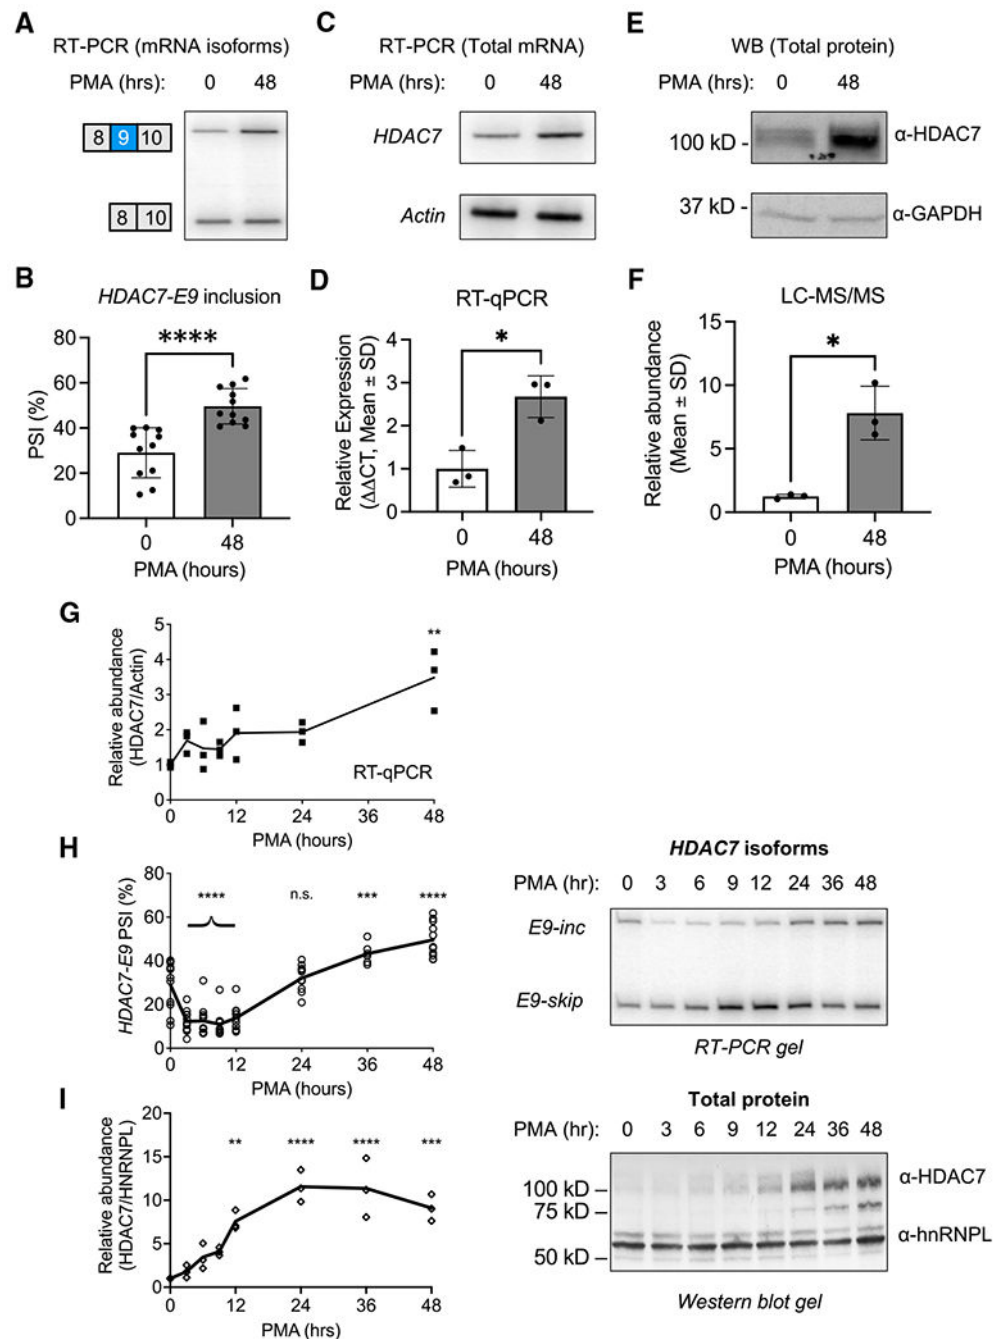 A
RT-PCR (mRNA isoforms)
PMA (hrs): 0 48
8 9 10
8 10
B
HDAC7-E9 inclusion
PSI (%)
80
60
40
20
0
****
0 48
PMA (hours)
C
RT-PCR (Total mRNA)
PMA (hrs): 0 48
HDAC7
Actin
D
RT-qPCR
Relative Expression
(ΔΔCT, Mean ± SD)
4
3
2
1
0
*
0 48
PMA (hours)
E
WB (Total protein)
PMA (hrs): 0 48
100 kD - α-HDAC7
37 kD - α-GAPDH
F
LC-MS/MS
Relative abundance
(Mean ± SD)
15
10
5
0
*
0 48
PMA (hours)
G
Relative abundance
(HDAC7/Actin)
5
4
3
2
1
0
**
RT-qPCR
0 12 24 36 48
PMA (hours)
H
HDAC7-E9 PSI (%)
80
60
40
20
0
**** n.s. *** ****
0 12 24 36 48
PMA (hours)
HDAC7 isoforms
PMA (hr): 0 3 6 9 12 24 36 48
E9-inc
E9-skip
RT-PCR gel
I
Relative abundance
(HDAC7/HNRNPL)
20
15
10
5
0
** **** **** ***
0 12 24 36 48
PMA (hrs)
Total protein
PMA (hr): 0 3 6 9 12 24 36 48
100 kD – α-HDAC7
75 kD –
α-hnRNPL
50 kD –
Western blot gel